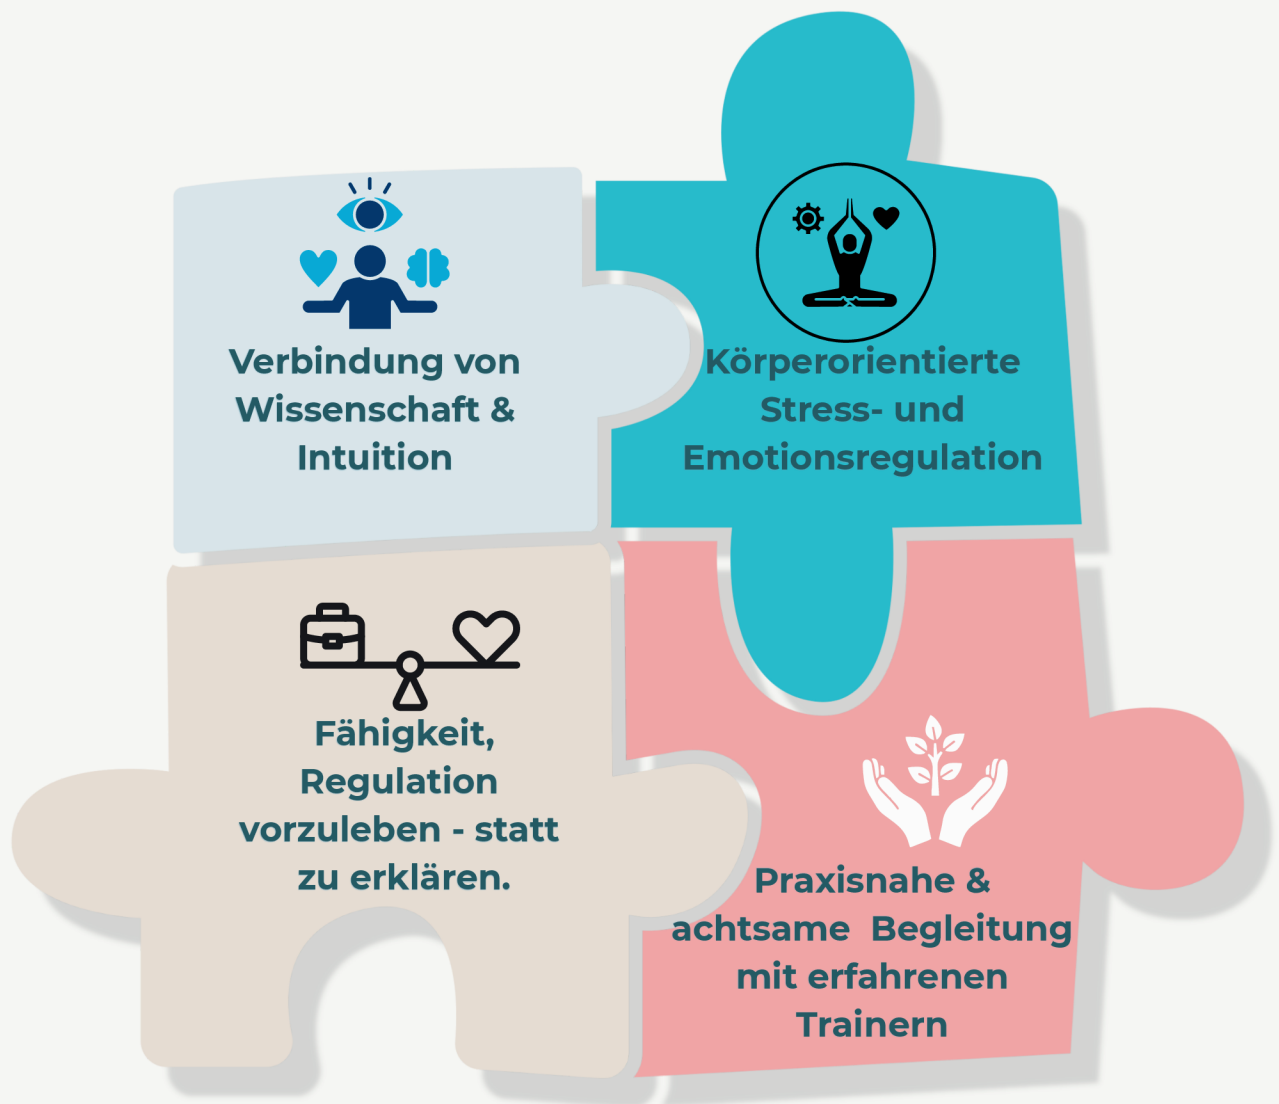 Verbindung von
Wissenschaft &
Intuition
Körperorientierte
Stress- und
Emotionsregulation
Fähigkeit,
Regulation
vorzuleben - statt
zu erklären.
Praxisnahe &
achtsame  Begleitung
mit erfahrenen
Trainern